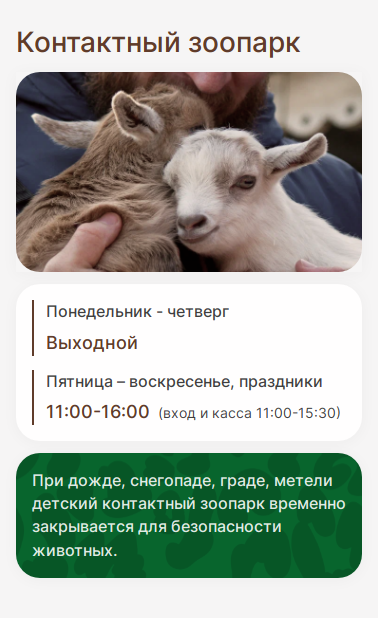 Контактный зоопарк
Понедельник - четверг
Выходной
Пятница – воскресенье, праздники
11:00-16:00 (вход и касса 11:00-15:30)
При дожде, снегопаде, граде, метели
детский контактный зоопарк временно
закрывается для безопасности
животных.